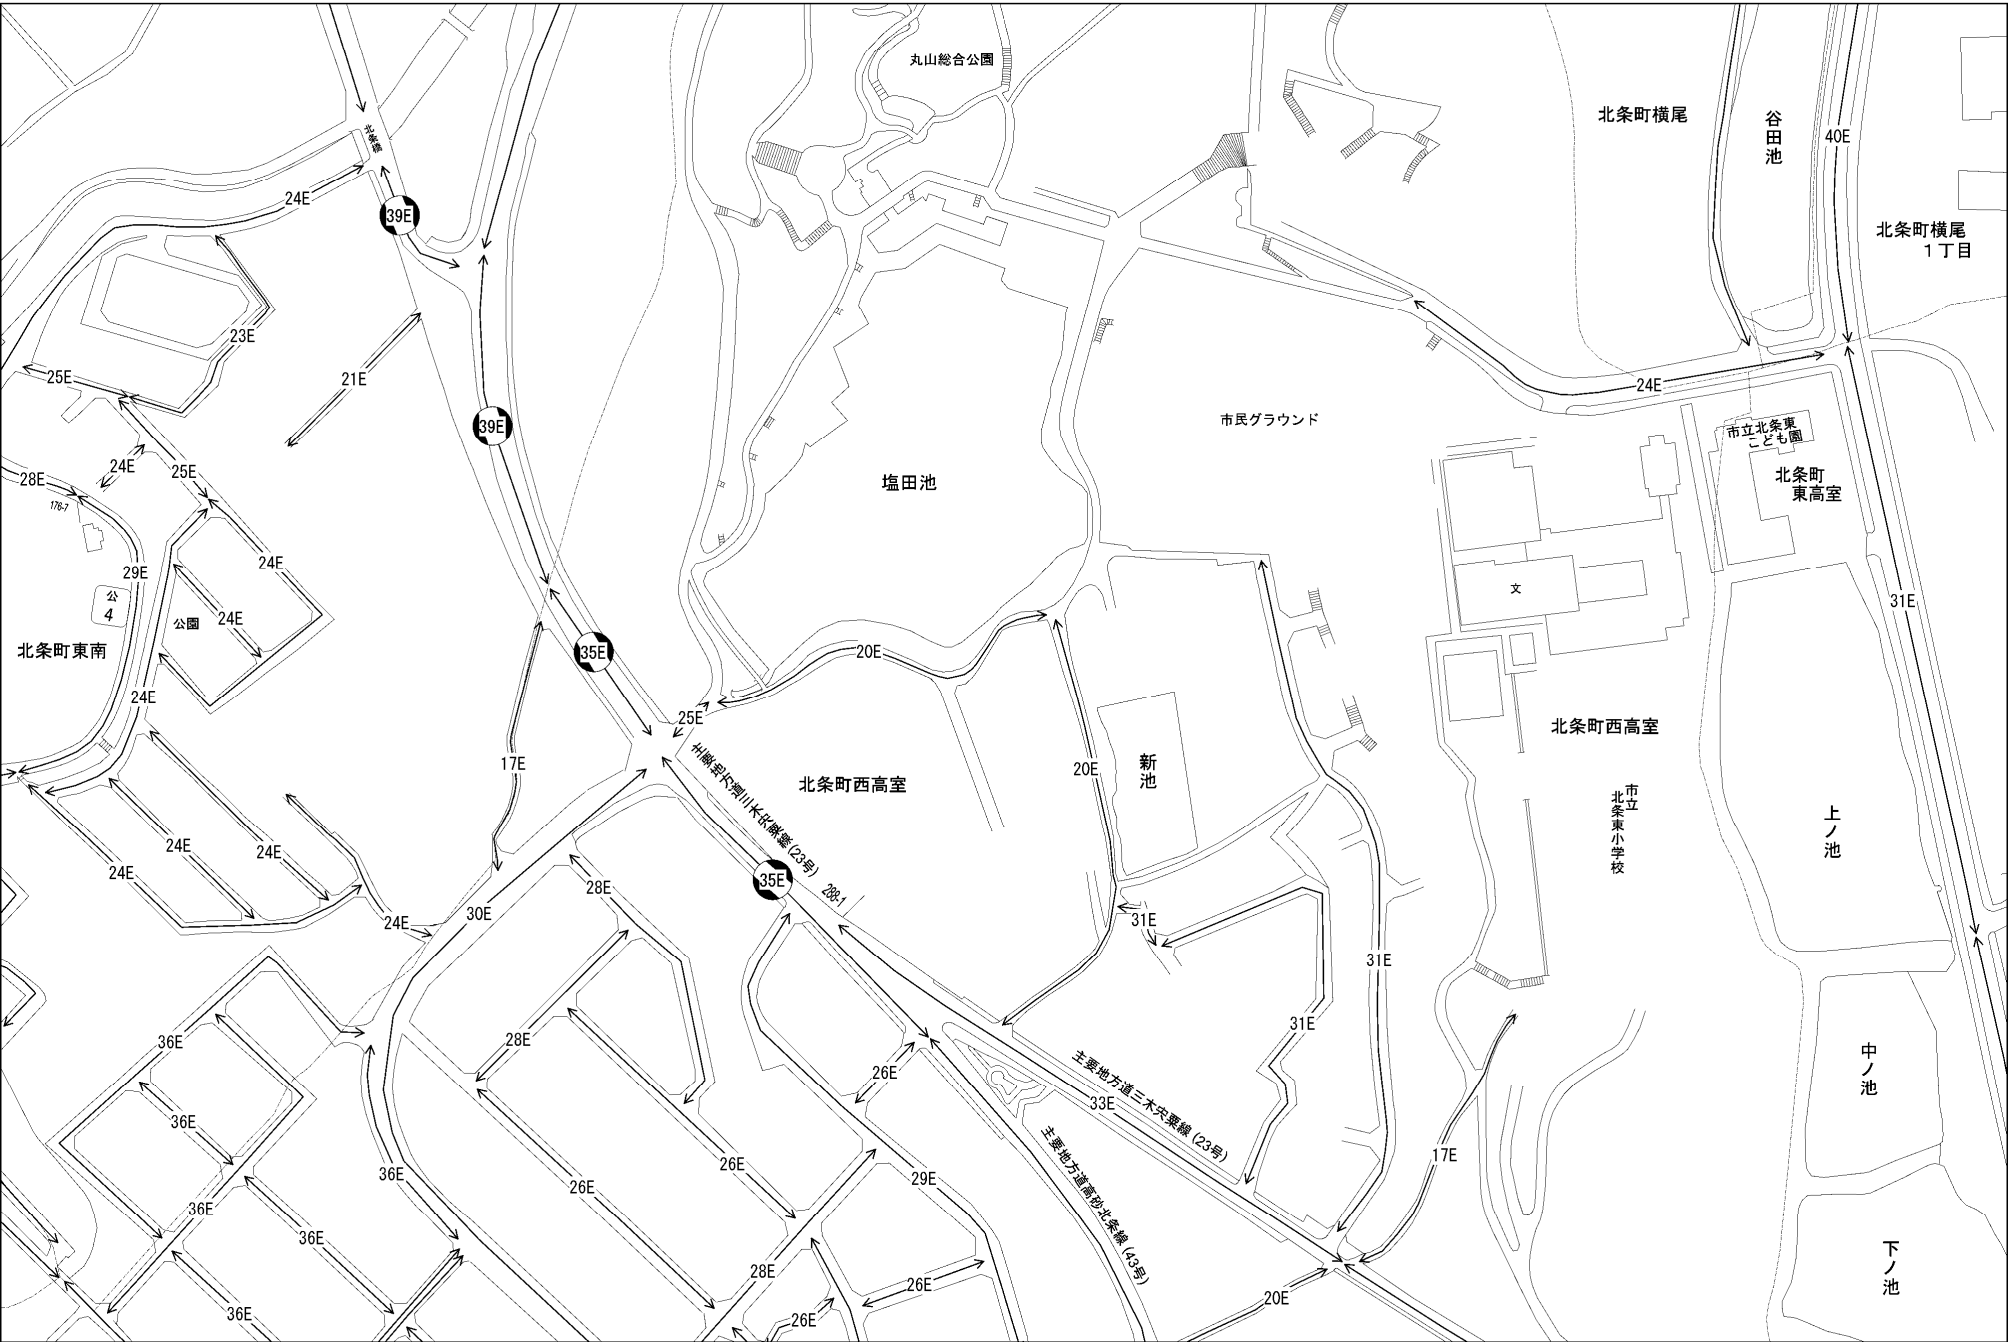 丸山総合公園
北条町横尾
谷田池
40E
北条橋
24E
39E
北条町横尾
1丁目
23E
21E
25E
24E
39E
市民グラウンド
市立北条東
こども園
24E
25E
28E
176-7
塩田池
北条町
東高室
24E
29E
公
4
公園
24E
文
31E
北条町東南
35E
20E
24E
25E
北条町西高室
17E
主要地方道三木宍粟線(23号)
北条町西高室
20E
新池
市立
北条東小学校
上ノ池
24E
24E
24E
35E
288-1
28E
30E
24E
31E
31E
36E
28E
26E
31E
中ノ池
主要地方道三木宍粟線(23号)
33E
36E
主要地方道高砂北条線(43号)
17E
26E
36E
26E
29E
36E
36E
28E
26E
下ノ池
36E
26E
20E